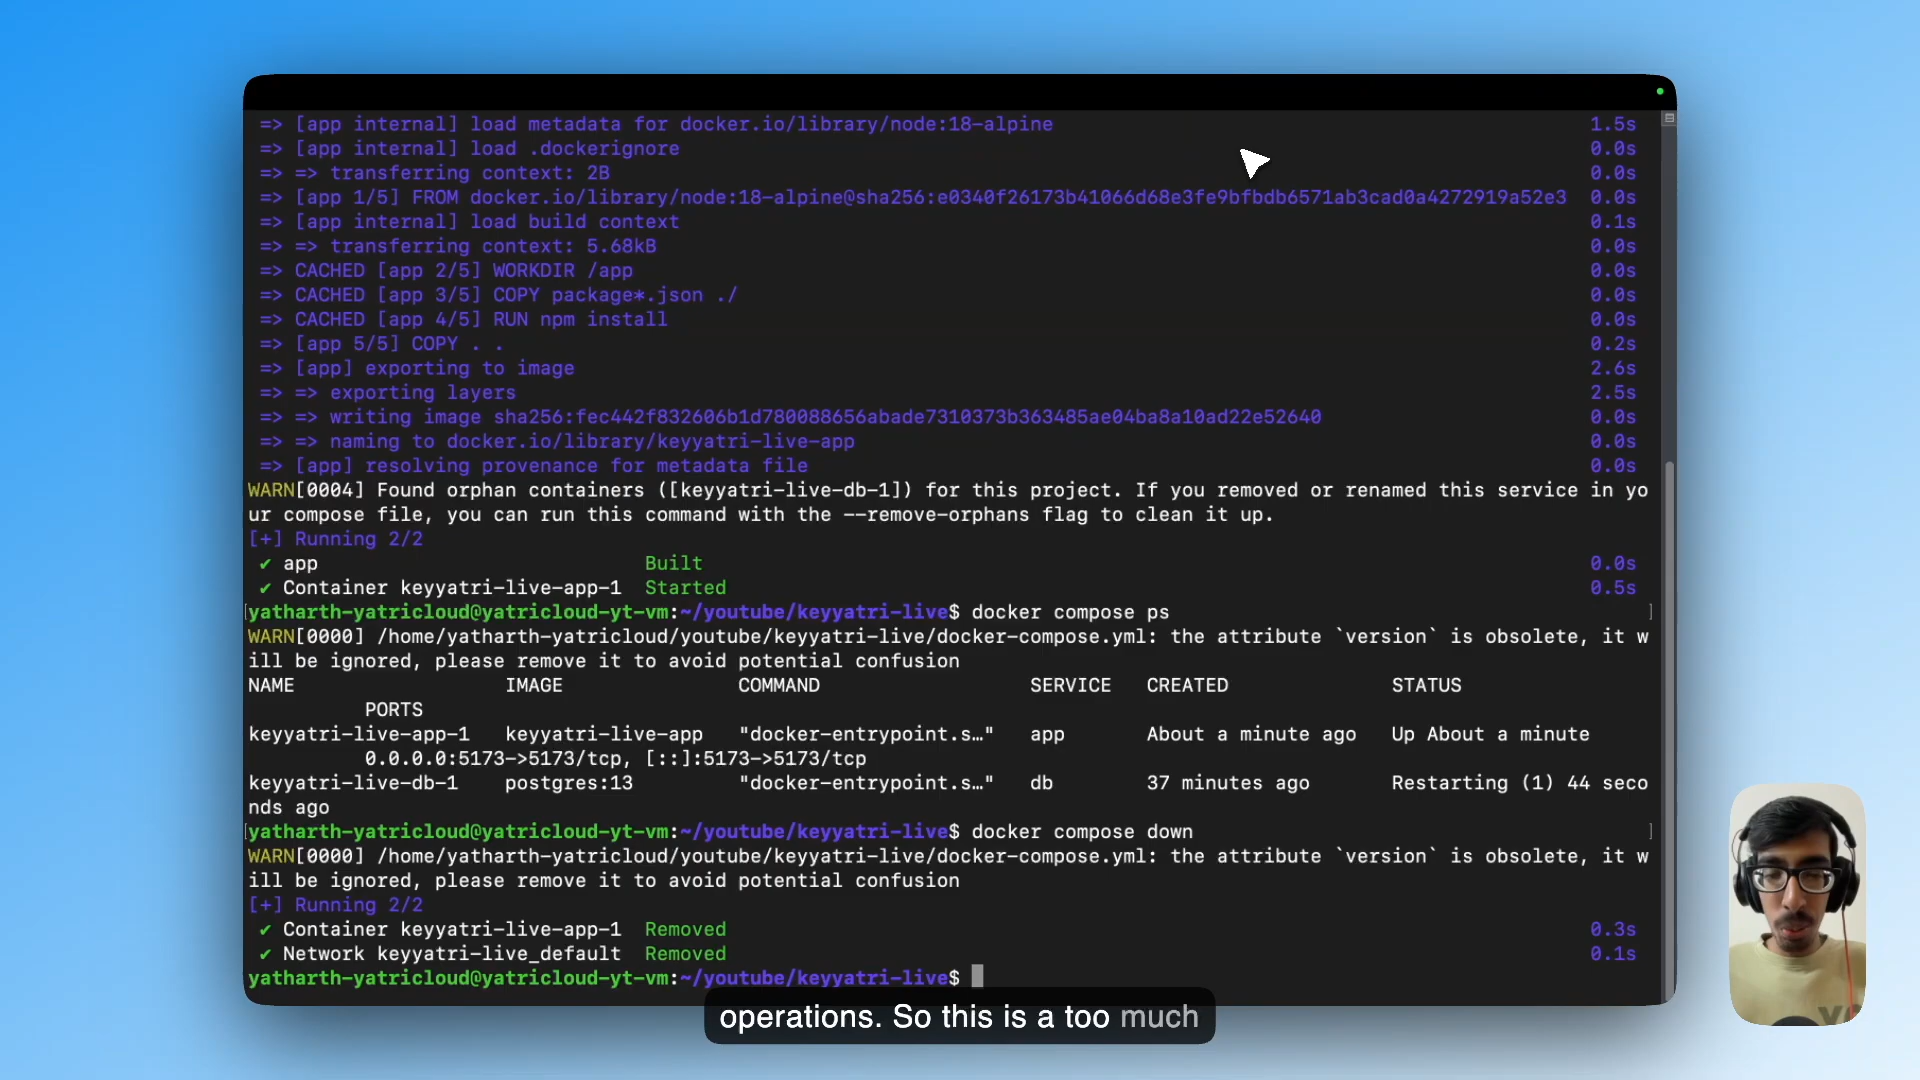 => [app internal] load metadata for docker.io/library/node:18-alpine 1.5s
=> [app internal] load .dockerignore 0.0s
=> => transferring context: 2B 0.0s
=> [app 1/5] FROM docker.io/library/node:18-alpine@sha256:e0340f26173b41066d68e3fe9bfbdb6571ab3cad0a4272919a52e3 0.0s
=> [app internal] load build context 0.1s
=> => transferring context: 5.68kB 0.0s
=> CACHED [app 2/5] WORKDIR /app 0.0s
=> CACHED [app 3/5] COPY package*.json ./ 0.0s
=> CACHED [app 4/5] RUN npm install 0.0s
=> [app 5/5] COPY . . 0.2s
=> [app] exporting to image 2.6s
=> => exporting layers 2.5s
=> => writing image sha256:fec442f832606b1d780088656abade7310373b363485ae04ba8a10ad22e52640 0.0s
=> => naming to docker.io/library/keyyatri-live-app 0.0s
=> [app] resolving provenance for metadata file 0.0s
WARN[0004] Found orphan containers ([keyyatri-live-db-1]) for this project. If you removed or renamed this service in yo
ur compose file, you can run this command with the --remove-orphans flag to clean it up.
[+] Running 2/2
✔ app Built 0.0s
✔ Container keyyatri-live-app-1 Started 0.5s
[yatharth-yatricloud@yatricloud-yt-vm:~/youtube/keyyatri-live$ docker compose ps ]
WARN[0000] /home/yatharth-yatricloud/youtube/keyyatri-live/docker-compose.yml: the attribute `version` is obsolete, it w
ill be ignored, please remove it to avoid potential confusion
NAME IMAGE COMMAND SERVICE CREATED STATUS
PORTS
keyyatri-live-app-1 keyyatri-live-app "docker-entrypoint.s…" app About a minute ago Up About a minute
0.0.0.0:5173->5173/tcp, [::]:5173->5173/tcp
keyyatri-live-db-1 postgres:13 "docker-entrypoint.s…" db 37 minutes ago Restarting (1) 44 seco
nds ago
[yatharth-yatricloud@yatricloud-yt-vm:~/youtube/keyyatri-live$ docker compose down ]
WARN[0000] /home/yatharth-yatricloud/youtube/keyyatri-live/docker-compose.yml: the attribute `version` is obsolete, it w
ill be ignored, please remove it to avoid potential confusion
[+] Running 2/2
✔ Container keyyatri-live-app-1 Removed 0.3s
✔ Network keyyatri-live_default Removed 0.1s
yatharth-yatricloud@yatricloud-yt-vm:~/youtube/keyyatri-live$
operations. So this is a too much